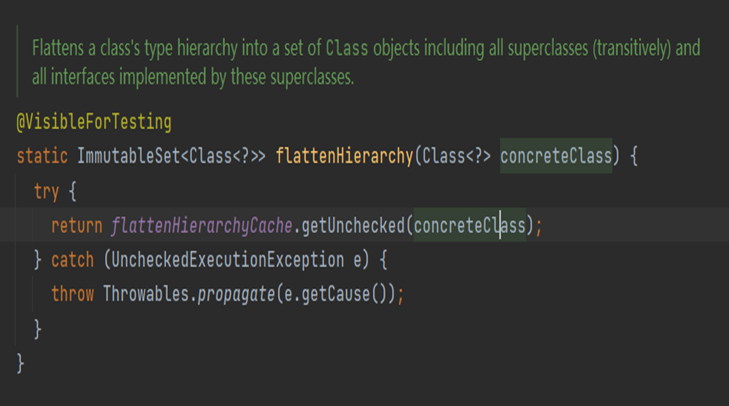 Flattens a class's type hierarchy into a set of Class objects including all superclasses (transitively) and
all interfaces implemented by these superclasses.
@VisibleForTesting
static ImmutableSet<Class<?>> flattenHierarchy(Class<?> concreteClass) {
try {
return flattenHierarchyCache.getUnchecked(concreteClass);
} catch (UncheckedExecutionException e) {
throw Throwables.propagate(e.getCause());
}
}